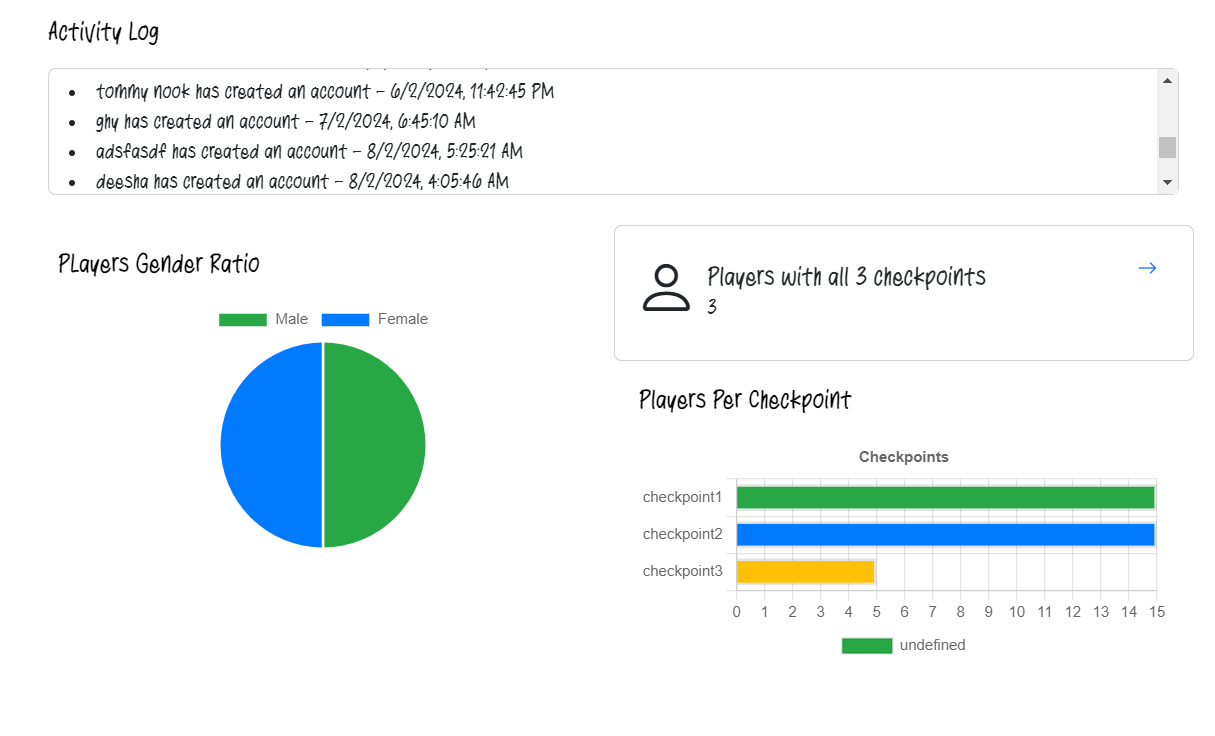 Activity Log
• tommy nook has created an account - 6/2/2024, 11:42:45 PM
• ghy has created an account - 7/2/2024, 6:45:10 AM
• adsfasdf has created an account - 8/2/2024, 5:25:21 AM
• deesha has created an account - 8/2/2024, 4:05:46 AM
PLayers Gender Ratio
Male Female
Players with all 3 checkpoints
3
Players Per Checkpoint
Checkpoints
checkpoint1
checkpoint2
checkpoint3
0 1 2 3 4 5 6 7 8 9 10 11 12 13 14 15
undefined